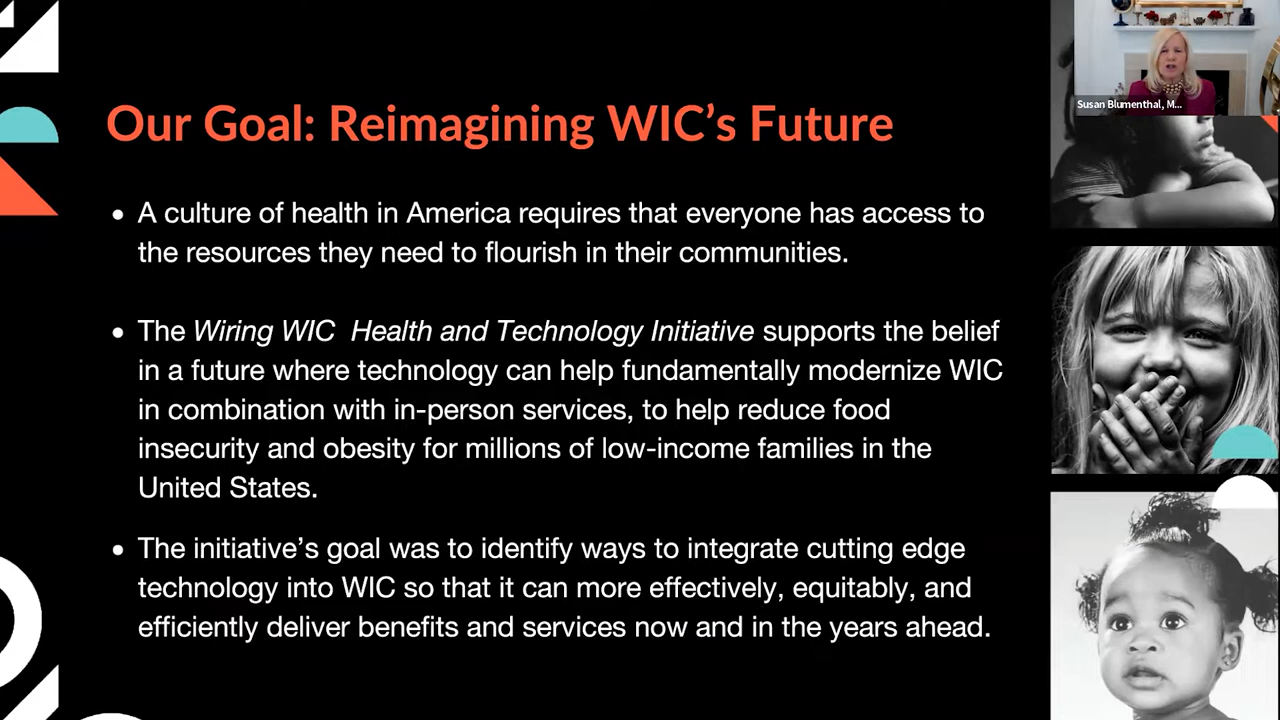 Our Goal: Reimagining WIC’s Future
• A culture of health in America requires that everyone has access to
the resources they need to flourish in their communities.
• The Wiring WIC Health and Technology Initiative supports the belief
in a future where technology can help fundamentally modernize WIC
in combination with in-person services, to help reduce food
insecurity and obesity for millions of low-income families in the
United States.
• The initiative’s goal was to identify ways to integrate cutting edge
technology into WIC so that it can more effectively, equitably, and
efficiently deliver benefits and services now and in the years ahead.
Susan Blumenthal, M...